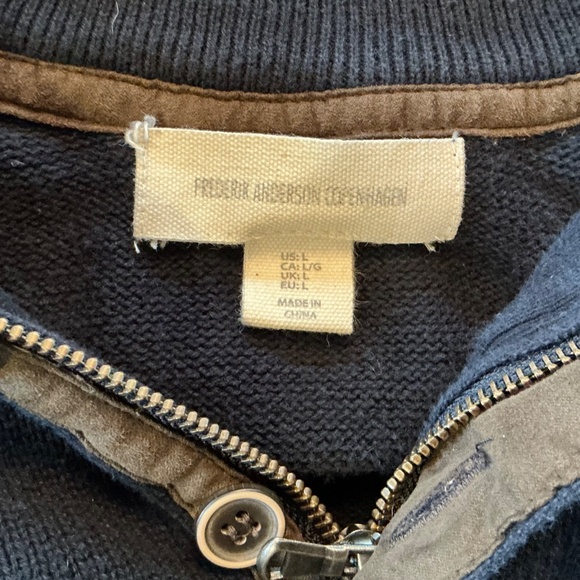 FREDERIK ANDERSON COPENHAGEN
US: L
CA: L/G
UK: L
EU: L
MADE IN
CHINA